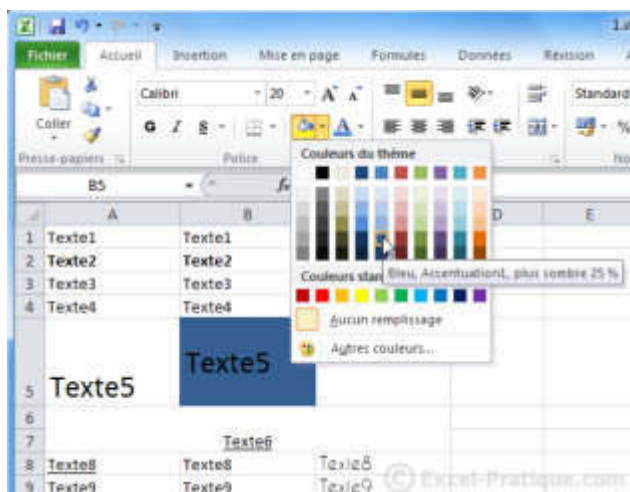 Fichier Accueil Insertion Mise en page Formules Données Révision
Calibri 20 Standard
Coller G I S A %
Presse-papiers Police
B5
A B D E
1 Texte1 Texte1
2 Texte2 Texte2
3 Texte3 Texte3
4 Texte4 Texte4
5 Texte5 Texte5
6
7 Texte6
8 Texte8 Texte8 Texte8
9 Texte9 Texte9 Texte9
Couleurs du thème
Bleu, Accentuation1, plus sombre 25 %
Couleurs stan
Aucun remplissage
Autres couleurs...
© Excel-Pratique.com